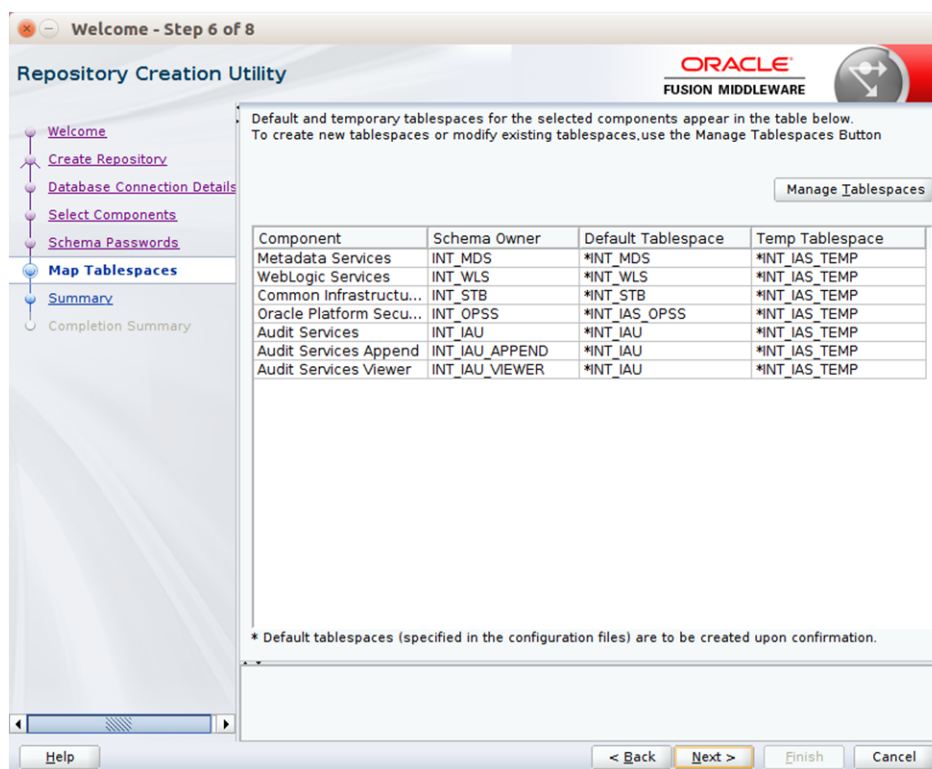 Welcome - Step 6 of 8
Repository Creation Utility
ORACLE
FUSION MIDDLEWARE
Welcome
Create Repository
Database Connection Details
Select Components
Schema Passwords
Map Tablespaces
Summary
Completion Summary
Default and temporary tablespaces for the selected components appear in the table below.
To create new tablespaces or modify existing tablespaces,use the Manage Tablespaces Button
Manage Tablespaces
Component Schema Owner Default Tablespace Temp Tablespace
Metadata Services INT_MDS *INT_MDS *INT_IAS_TEMP
WebLogic Services INT_WLS *INT_WLS *INT_IAS_TEMP
Common Infrastructu... INT_STB *INT_STB *INT_IAS_TEMP
Oracle Platform Secu... INT_OPSS *INT_IAS_OPSS *INT_IAS_TEMP
Audit Services INT_IAU *INT_IAU *INT_IAS_TEMP
Audit Services Append INT_IAU_APPEND *INT_IAU *INT_IAS_TEMP
Audit Services Viewer INT_IAU_VIEWER *INT_IAU *INT_IAS_TEMP
* Default tablespaces (specified in the configuration files) are to be created upon confirmation.
Help < Back Next > Finish Cancel